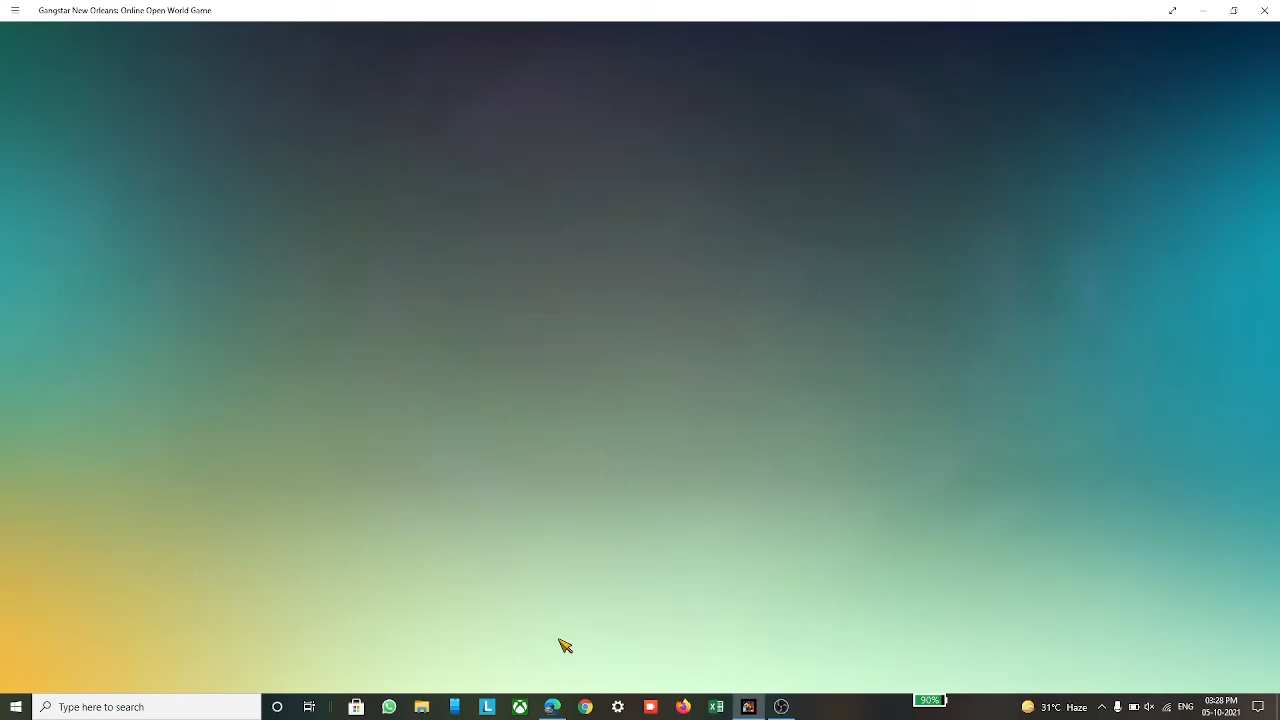 Gangstar New Orleans: Online Open World Game
Type here to search
L
90%
31°C Haze
ENG
03:28 PM
05-10-2021